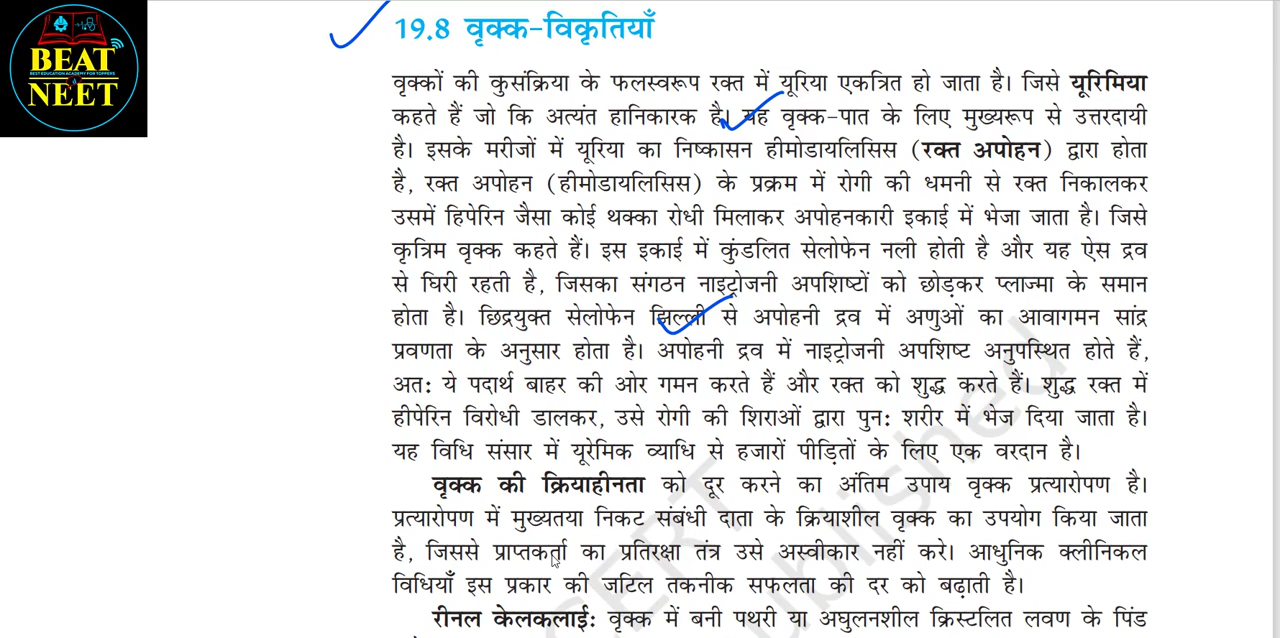 BEAT
BEST EDUCATION ACADEMY FOR TOPPERS
NEET
19.8 वृक्क-विकृतियाँ
वृक्कों की कुसंक्रिया के फलस्वरूप रक्त में यूरिया एकत्रित हो जाता है। जिसे यूरिमिया
कहते हैं जो कि अत्यंत हानिकारक है। यह वृक्क-पात के लिए मुख्यरूप से उत्तरदायी
है। इसके मरीजों में यूरिया का निष्कासन हीमोडायलिसिस (रक्त अपोहन) द्वारा होता
है, रक्त अपोहन (हीमोडायलिसिस) के प्रक्रम में रोगी की धमनी से रक्त निकालकर
उसमें हिपेरिन जैसा कोई थक्का रोधी मिलाकर अपोहनकारी इकाई में भेजा जाता है। जिसे
कृत्रिम वृक्क कहते हैं। इस इकाई में कुंडलित सेलोफेन नली होती है और यह ऐस द्रव
से घिरी रहती है, जिसका संगठन नाइट्रोजनी अपशिष्टों को छोड़कर प्लाज्मा के समान
होता है। छिद्रयुक्त सेलोफेन झिल्ली से अपोहनी द्रव में अणुओं का आवागमन सांद्र
प्रवणता के अनुसार होता है। अपोहनी द्रव में नाइट्रोजनी अपशिष्ट अनुपस्थित होते हैं,
अत: ये पदार्थ बाहर की ओर गमन करते हैं और रक्त को शुद्ध करते हैं। शुद्ध रक्त में
हीपेरिन विरोधी डालकर, उसे रोगी की शिराओं द्वारा पुन: शरीर में भेज दिया जाता है।
यह विधि संसार में यूरेमिक व्याधि से हजारों पीड़ितों के लिए एक वरदान है।
वृक्क की क्रियाहीनता को दूर करने का अंतिम उपाय वृक्क प्रत्यारोपण है।
प्रत्यारोपण में मुख्यतया निकट संबंधी दाता के क्रियाशील वृक्क का उपयोग किया जाता
है, जिससे प्राप्तकर्ता का प्रतिरक्षा तंत्र उसे अस्वीकार नहीं करे। आधुनिक क्लीनिकल
विधियाँ इस प्रकार की जटिल तकनीक सफलता की दर को बढ़ाती है।
रीनल केलकलाई: वृक्क में बनी पथरी या अघुलनशील क्रिस्टलित लवण के पिंड